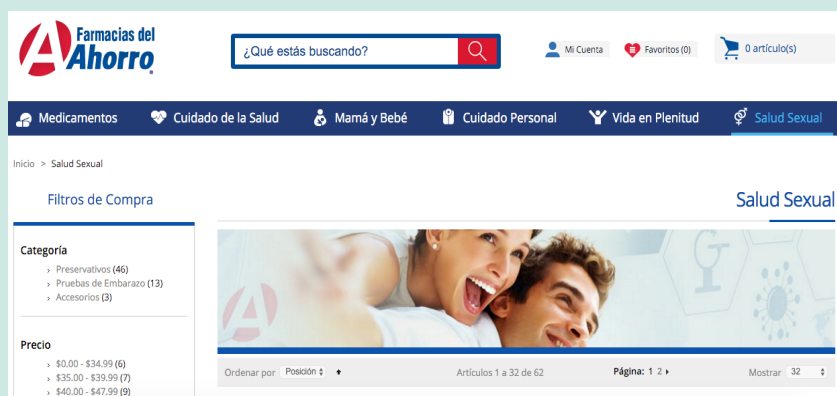 Farmacias del
Ahorro
¿Qué estás buscando?
Mi Cuenta
Favoritos (0)
0 artículo(s)
Medicamentos
Cuidado de la Salud
Mamá y Bebé
Cuidado Personal
Vida en Plenitud
Salud Sexual
Inicio > Salud Sexual
Filtros de Compra
Salud Sexual
Categoría
› Preservativos (46)
› Pruebas de Embarazo (13)
› Accesorios (3)
Precio
› $0.00 - $34.99 (6)
› $35.00 - $39.99 (7)
› $40.00 - $47.99 (9)
Ordenar por Posición
Artículos 1 a 32 de 62
Página: 1 2
Mostrar 32